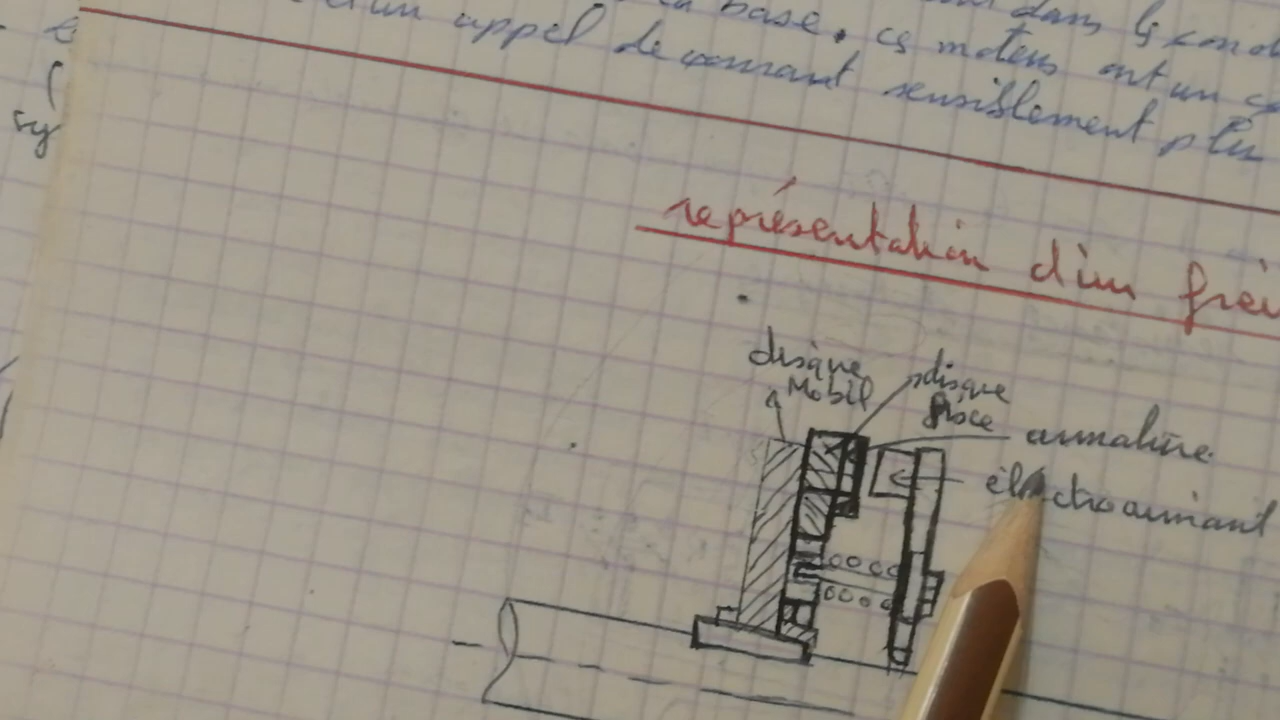 la base. ces moteurs ont un
un appel de courant sensiblement plus
représentation d'un frei
disque
Mobil
disque
fixe
armature
électroaimant